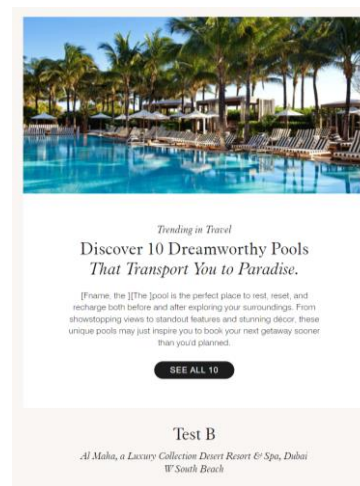 Trending in Travel
Discover 10 Dreamworthy Pools
That Transport You to Paradise.
[Fname, the ][The ]pool is the perfect place to rest, reset, and
recharge both before and after exploring your surroundings. From
showstopping views to standout features and stunning décor, these
unique pools may just inspire you to book your next getaway sooner
than you'd planned.
SEE ALL 10
Test B
Al Maha, a Luxury Collection Desert Resort & Spa, Dubai
W South Beach